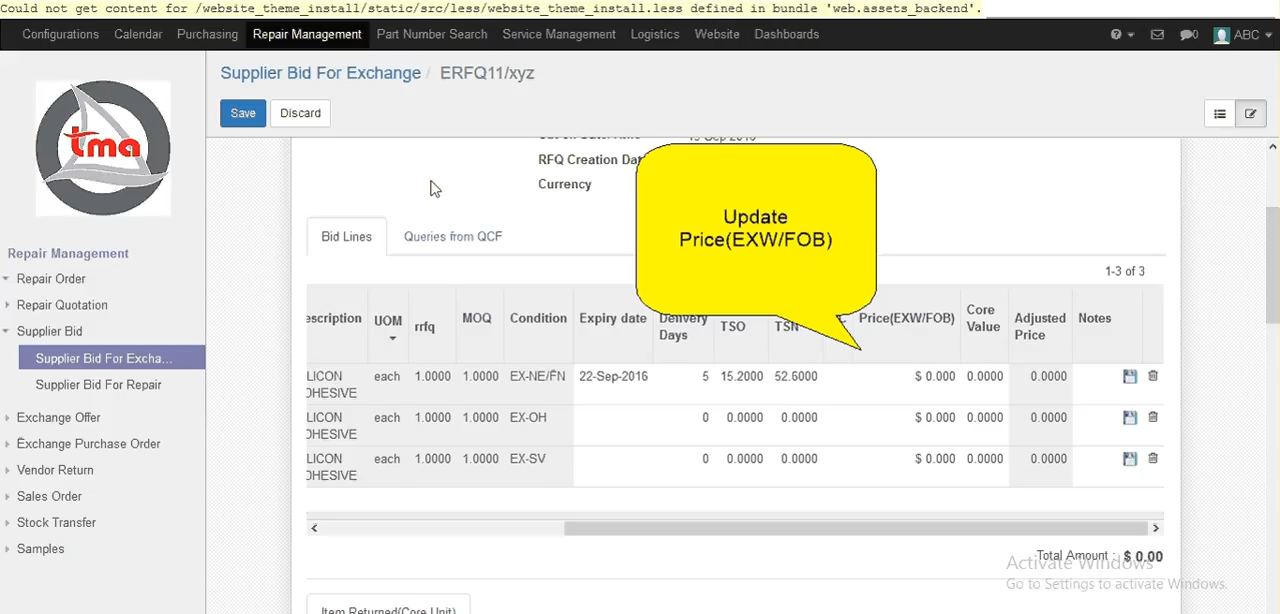 Could not get content for /website_theme_install/static/src/less/website_theme_install.less defined in bundle 'web.assets_backend'.
Configurations Calendar Purchasing Repair Management Part Number Search Service Management Logistics Website Dashboards 0 ABC
tma
Supplier Bid For Exchange / ERFQ11/xyz
Save Discard
Repair Management
Repair Order
Repair Quotation
Supplier Bid
Supplier Bid For Excha...
Supplier Bid For Repair
Exchange Offer
Exchange Purchase Order
Vendor Return
Sales Order
Stock Transfer
Samples
RFQ Creation Dat
Currency
Update
Price(EXW/FOB)
Bid Lines Queries from QCF
1-3 of 3
escription UOM rrfq MOQ Condition Expiry date Delivery Days TSO TSN C Price(EXW/FOB) Core Value Adjusted Price Notes
LICON each 1.0000 1.0000 EX-NE/FN 22-Sep-2016 5 15.2000 52.6000 $ 0.000 0.0000 0.0000
DHESIVE
LICON each 1.0000 1.0000 EX-OH 0 0.0000 0.0000 $ 0.000 0.0000 0.0000
DHESIVE
LICON each 1.0000 1.0000 EX-SV 0 0.0000 0.0000 $ 0.000 0.0000 0.0000
DHESIVE
Total Amount : $ 0.00
Activate Windows
Go to Settings to activate Windows.
Item Returned(Core Unit)